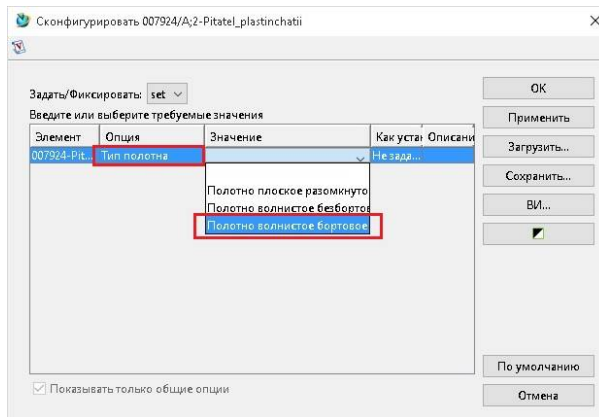 Сконфигурировать 007924/A;2-Pitatel_plastinchatii
Задать/Фиксировать: set
Введите или выберите требуемые значения
Элемент Опция Значение Как устан Описани
007924-Pit... Тип полотна Не зада...
Полотно плоское разомкнуто
Полотно волнистое безбортов
Полотно волнистое бортовое
Показывать только общие опции
OK
Применить
Загрузить...
Сохранить...
ВИ...
По умолчанию
Отмена